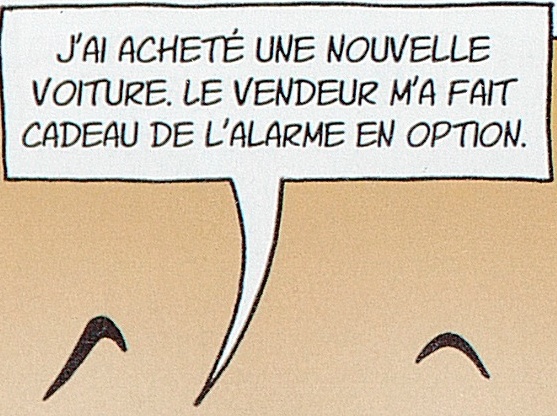 J'AI ACHETÉ UNE NOUVELLE
VOITURE. LE VENDEUR M'A FAIT
CADEAU DE L'ALARME EN OPTION.